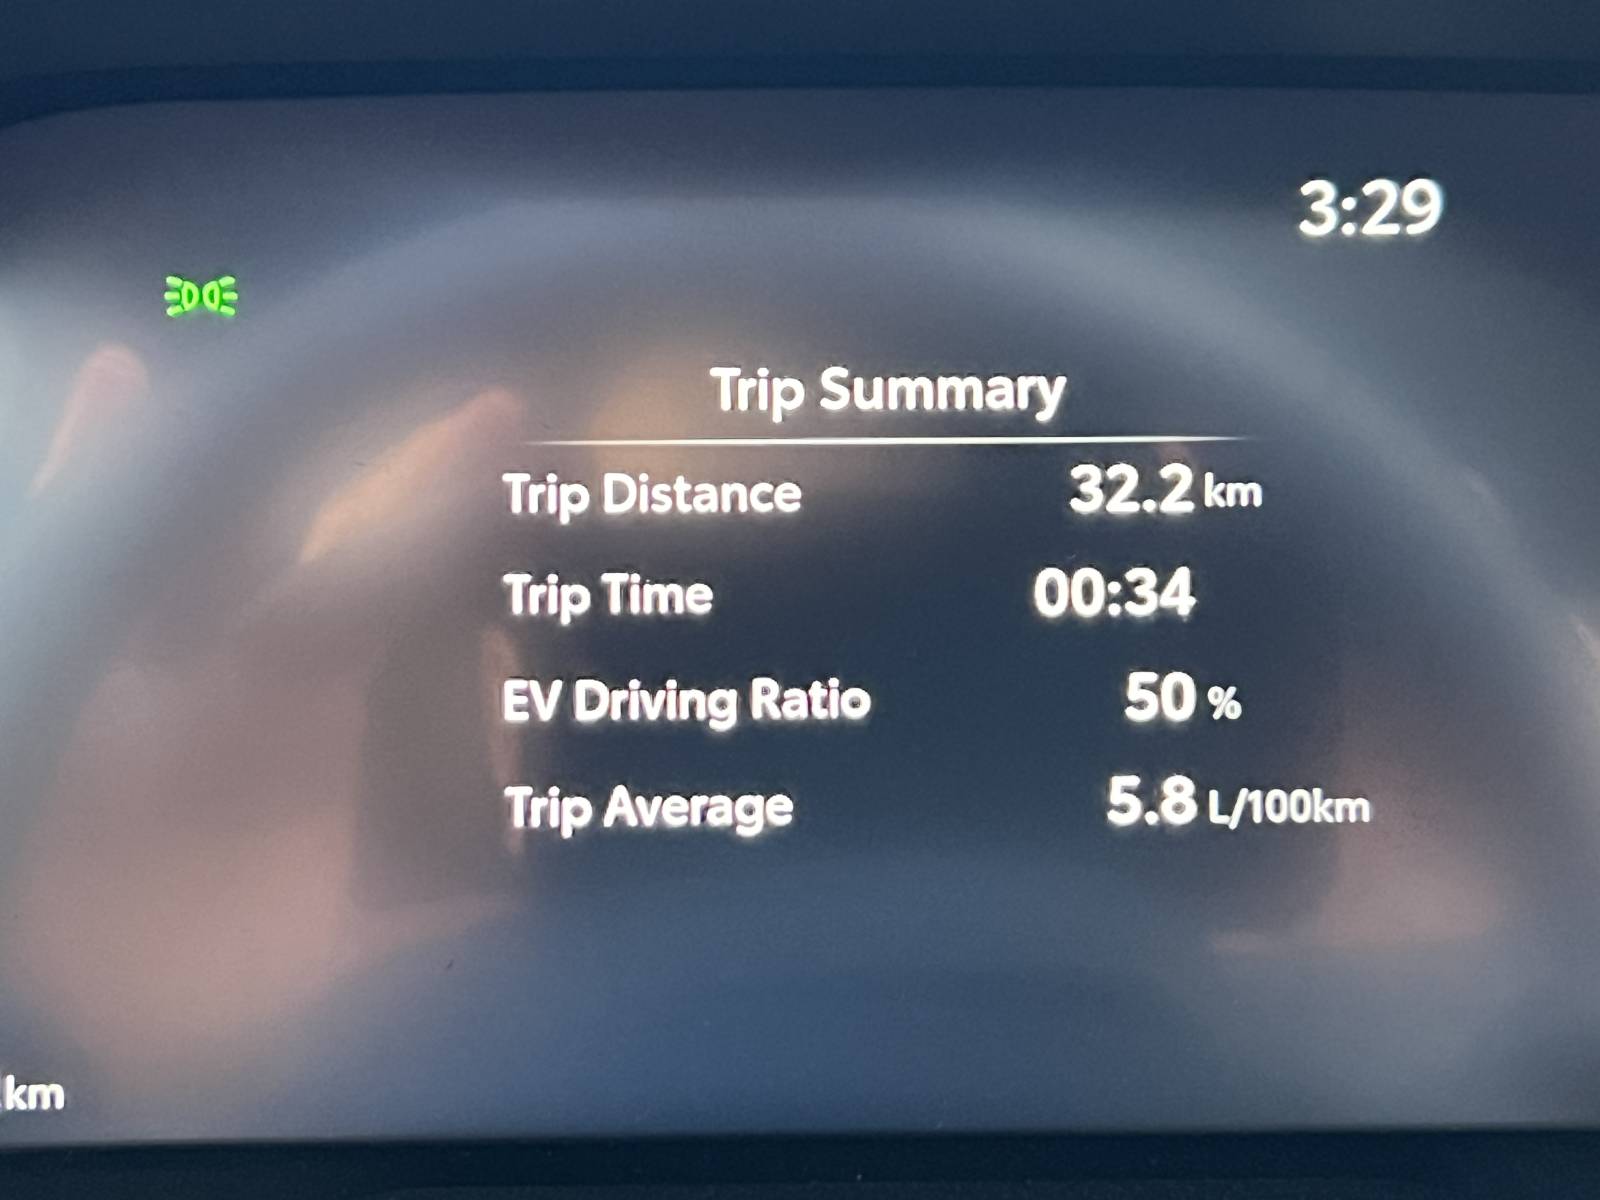 3:29
Trip Summary
Trip Distance 32.2 km
Trip Time 00:34
EV Driving Ratio 50 %
Trip Average 5.8 L/100km
km